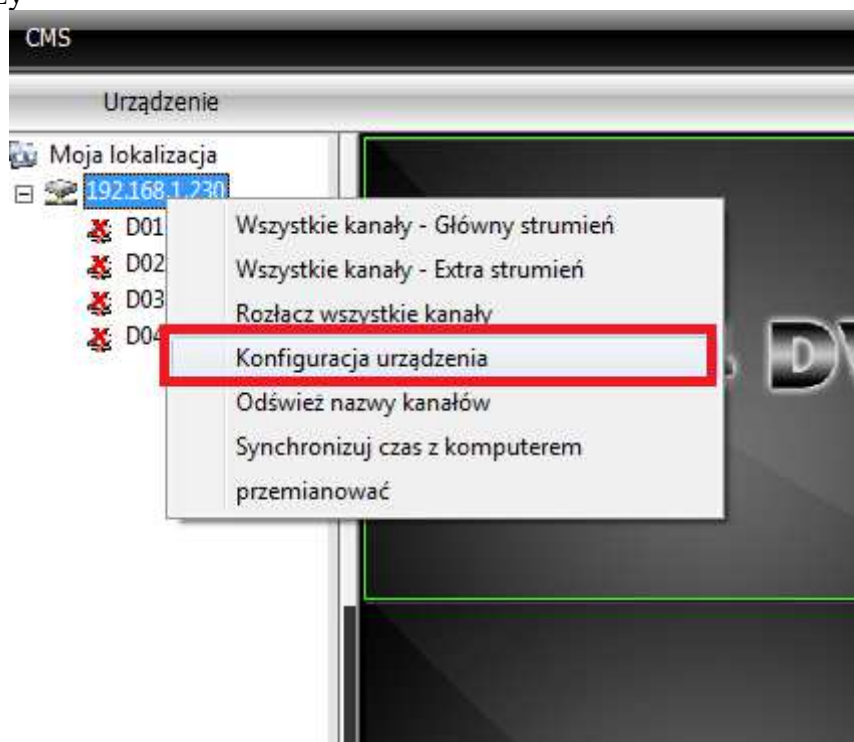 CMS
Urządzenie
Moja lokalizacja
192.168.1.230
D01
D02
D03
D04
Wszystkie kanały - Główny strumień
Wszystkie kanały - Extra strumień
Rozłacz wszystkie kanały
Konfiguracja urządzenia
Odśwież nazwy kanałów
Synchronizuj czas z komputerem
przemianować